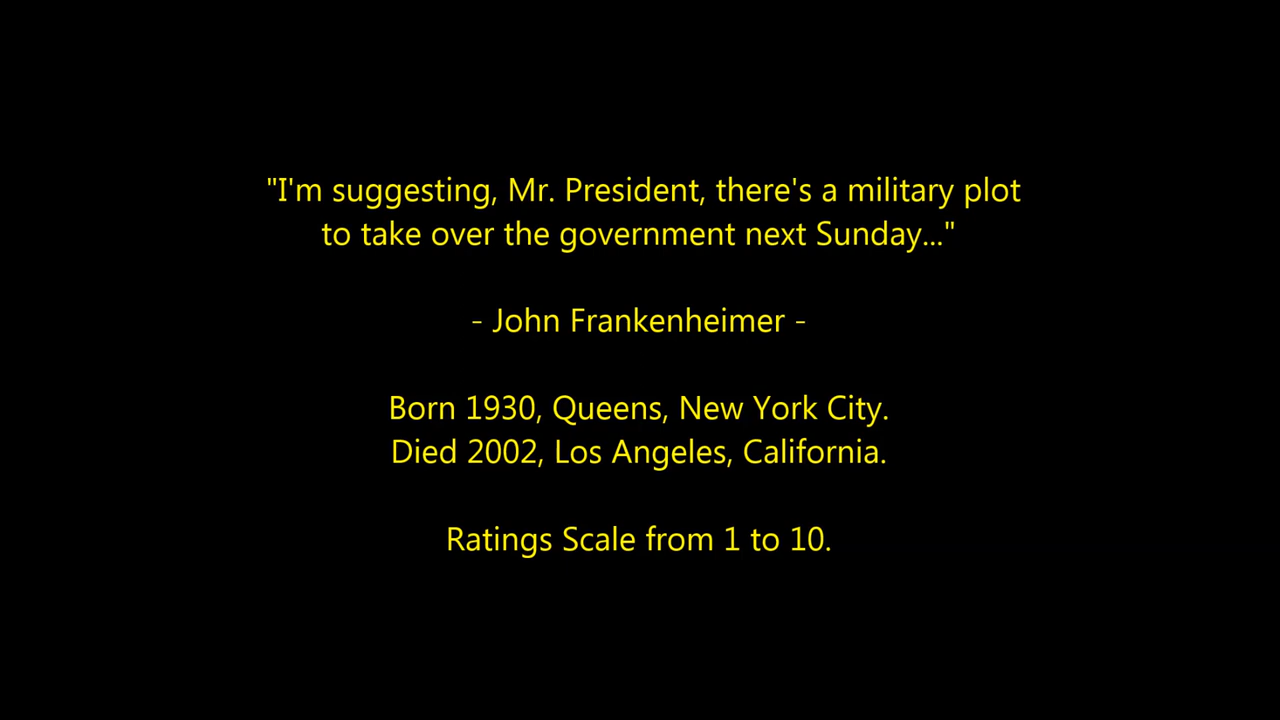 "I'm suggesting, Mr. President, there's a military plot
to take over the government next Sunday..."
- John Frankenheimer -
Born 1930, Queens, New York City.
Died 2002, Los Angeles, California.
Ratings Scale from 1 to 10.